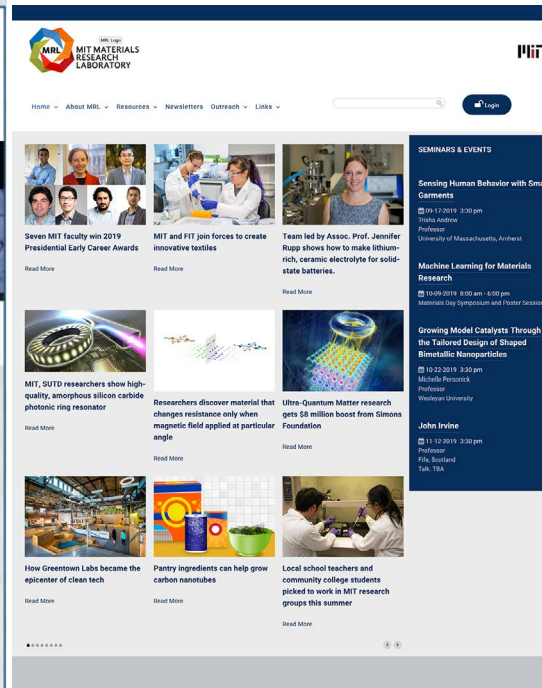 MRL Logo
MRL
MIT MATERIALS
RESEARCH
LABORATORY
Home
About MRL
Resources
Newsletters
Outreach
Links
Login
Seven MIT faculty win 2019
Presidential Early Career Awards
Read More
MIT and FIT join forces to create
innovative textiles
Read More
Team led by Assoc. Prof. Jennifer
Rupp shows how to make lithium-
rich, ceramic electrolyte for solid-
state batteries.
Read More
MIT, SUTD researchers show high-
quality, amorphous silicon carbide
photonic ring resonator
Read More
Researchers discover material that
changes resistance only when
magnetic field applied at particular
angle
Read More
Ultra-Quantum Matter research
gets $8 million boost from Simons
Foundation
Read More
How Greentown Labs became the
epicenter of clean tech
Read More
Pantry ingredients can help grow
carbon nanotubes
Read More
Local school teachers and
community college students
picked to work in MIT research
groups this summer
Read More
SEMINARS & EVENTS
Sensing Human Behavior with Sma
Garments
09-17-2019 3:30 pm
Trisha Andrew
Professor
University of Massachusetts, Amherst
Machine Learning for Materials
Research
10-09-2019 8:00 am - 6:00 pm
Materials Day Symposium and Poster Session
Growing Model Catalysts Through
the Tailored Design of Shaped
Bimetallic Nanoparticles
10-22-2019 3:30 pm
Michelle Personick
Professor
Wesleyan University
John Irvine
11-12-2019 3:30 pm
Professor
Fife, Scotland
Talk: TBA